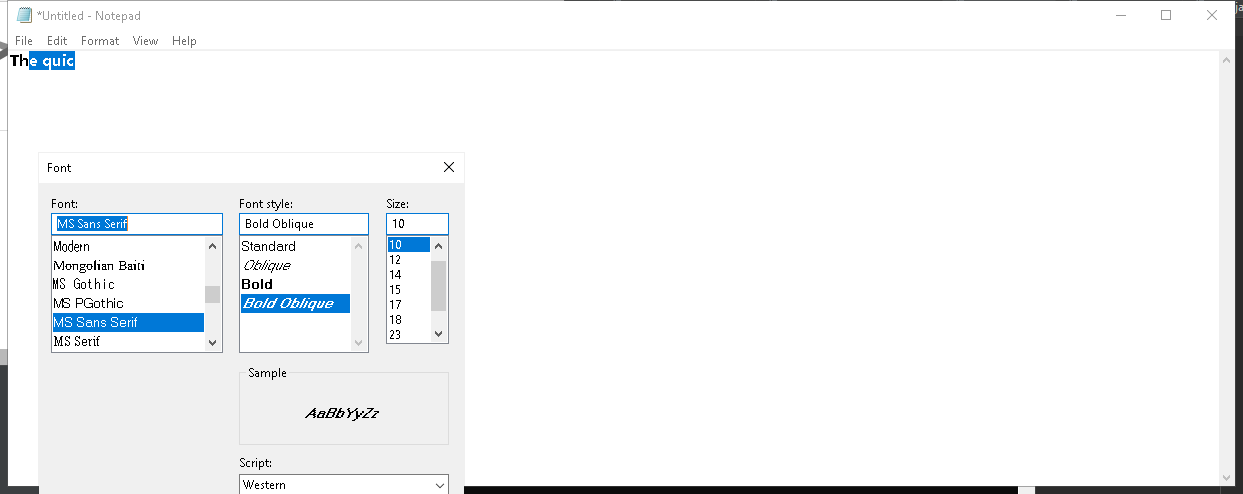 *Untitled - Notepad
File Edit Format View Help
The quic
Font
Font: Font style: Size:
MS Sans Serif Bold Oblique 10
Modern Standard 10
Mongolian Baiti Oblique 12
MS Gothic Bold 14
MS PGothic Bold Oblique 15
MS Sans Serif 17
MS Serif 18
23
Sample
AaBbYyZz
Script:
Western